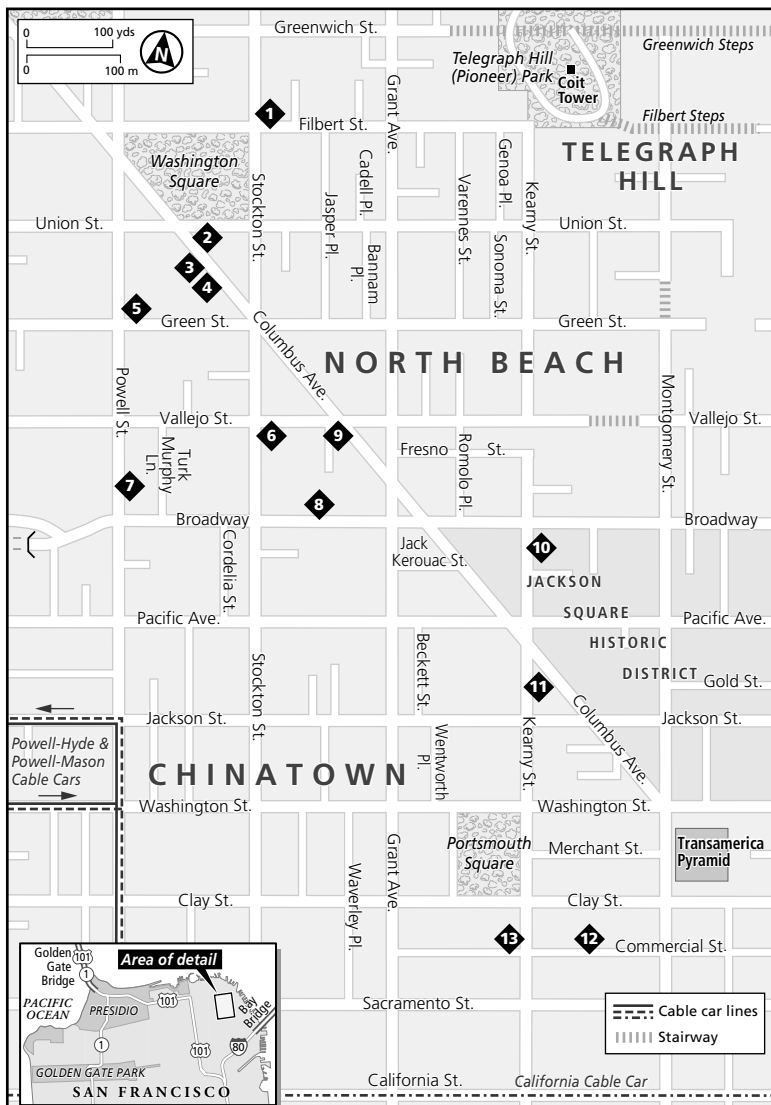 0 100 yds
0 100 m
N
Greenwich St.
Telegraph Hill
(Pioneer) Park
Coit
Tower
Greenwich Steps
Filbert Steps
Grant Ave.
1
Filbert St.
TELEGRAPH
HILL
Washington
Square
Stockton St.
Jasper Pl.
Cadell Pl.
Varennes St.
Genoa Pl.
Kearny St.
Union St.
Union St.
2
3
4
5
Bannam
Pl.
Sonoma St.
Green St.
Green St.
Columbus Ave.
NORTH BEACH
Powell St.
Montgomery St.
Vallejo St.
Vallejo St.
6
9
Fresno St.
Turk
Murphy
Ln.
Romolo Pl.
7
8
Broadway
Broadway
Cordelia St.
Jack
Kerouac St.
10
JACKSON
SQUARE
HISTORIC
DISTRICT
Pacific Ave.
Pacific Ave.
Stockton St.
Beckett St.
11
Gold St.
Kearny St.
Columbus Ave.
Jackson St.
Jackson St.
Powell-Hyde &
Powell-Mason
Cable Cars
Wentworth
Pl.
CHINATOWN
Washington St.
Washington St.
Waverley Pl.
Grant Ave.
Portsmouth
Square
Merchant St.
Transamerica
Pyramid
Clay St.
Clay St.
13
12
Commercial St.
Sacramento St.
California St.
California Cable Car
Golden
Gate
Bridge
101
1
Area of detail
PACIFIC
OCEAN
PRESIDIO
101
Bay
Bridge
1
101
80
GOLDEN GATE PARK
SAN FRANCISCO
Cable car lines
Stairway